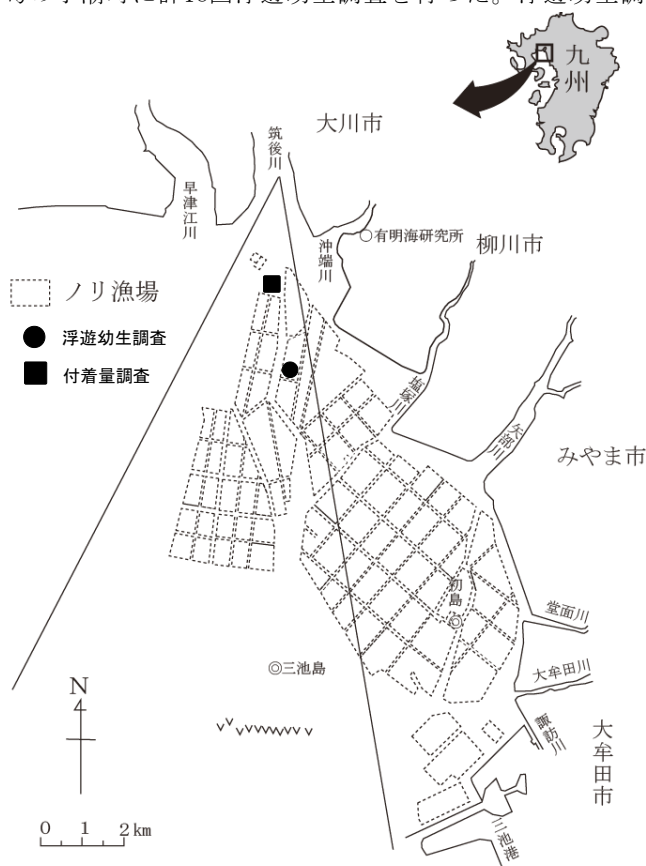 九州
大川市
筑後川
早津江川
沖端川
○有明海研究所
柳川市
ノリ漁場
浮遊幼生調査
付着量調査
塩塚川
矢部川
みやま市
初島
堂面川
◎三池島
大牟田川
諏訪川
大牟田市
N
0 1 2km
三池港